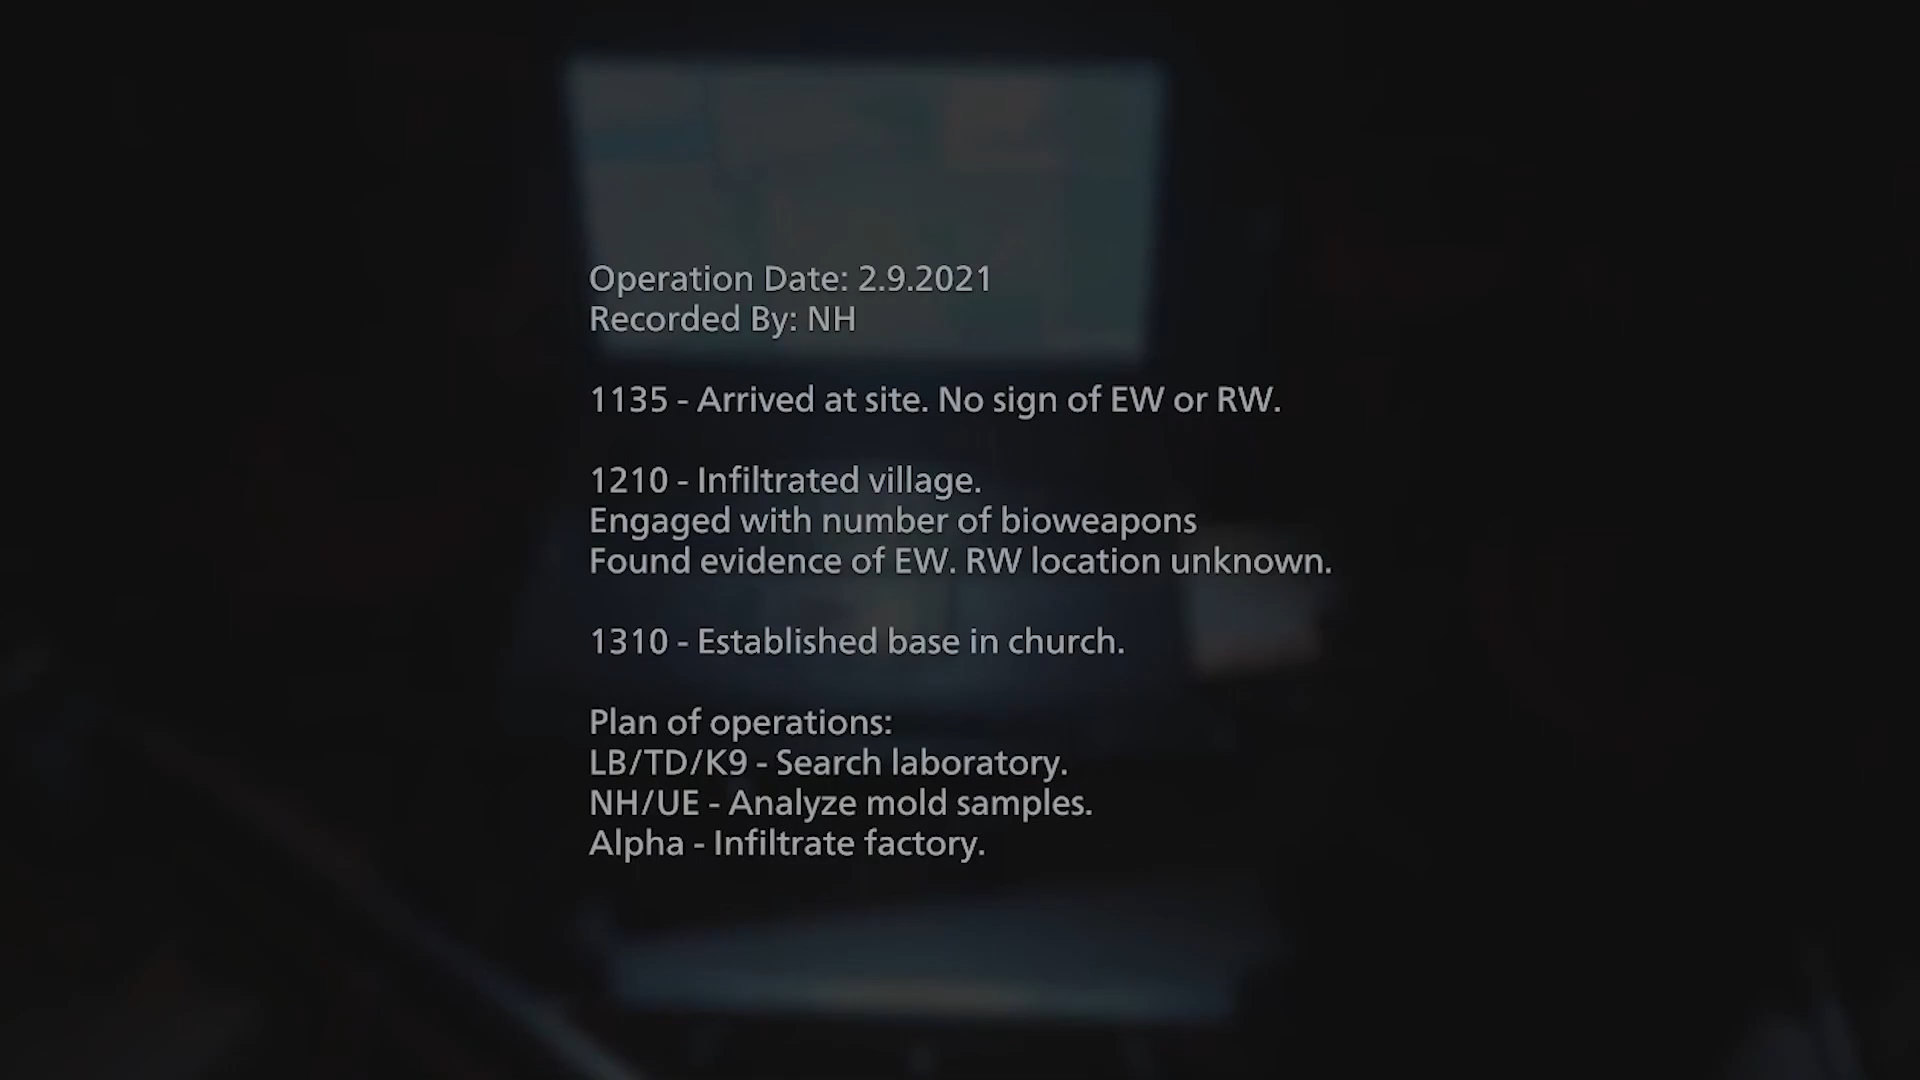 Operation Date: 2.9.2021
Recorded By: NH
1135 - Arrived at site. No sign of EW or RW.
1210 - Infiltrated village.
Engaged with number of bioweapons
Found evidence of EW. RW location unknown.
1310 - Established base in church.
Plan of operations:
LB/TD/K9 - Search laboratory.
NH/UE - Analyze mold samples.
Alpha - Infiltrate factory.